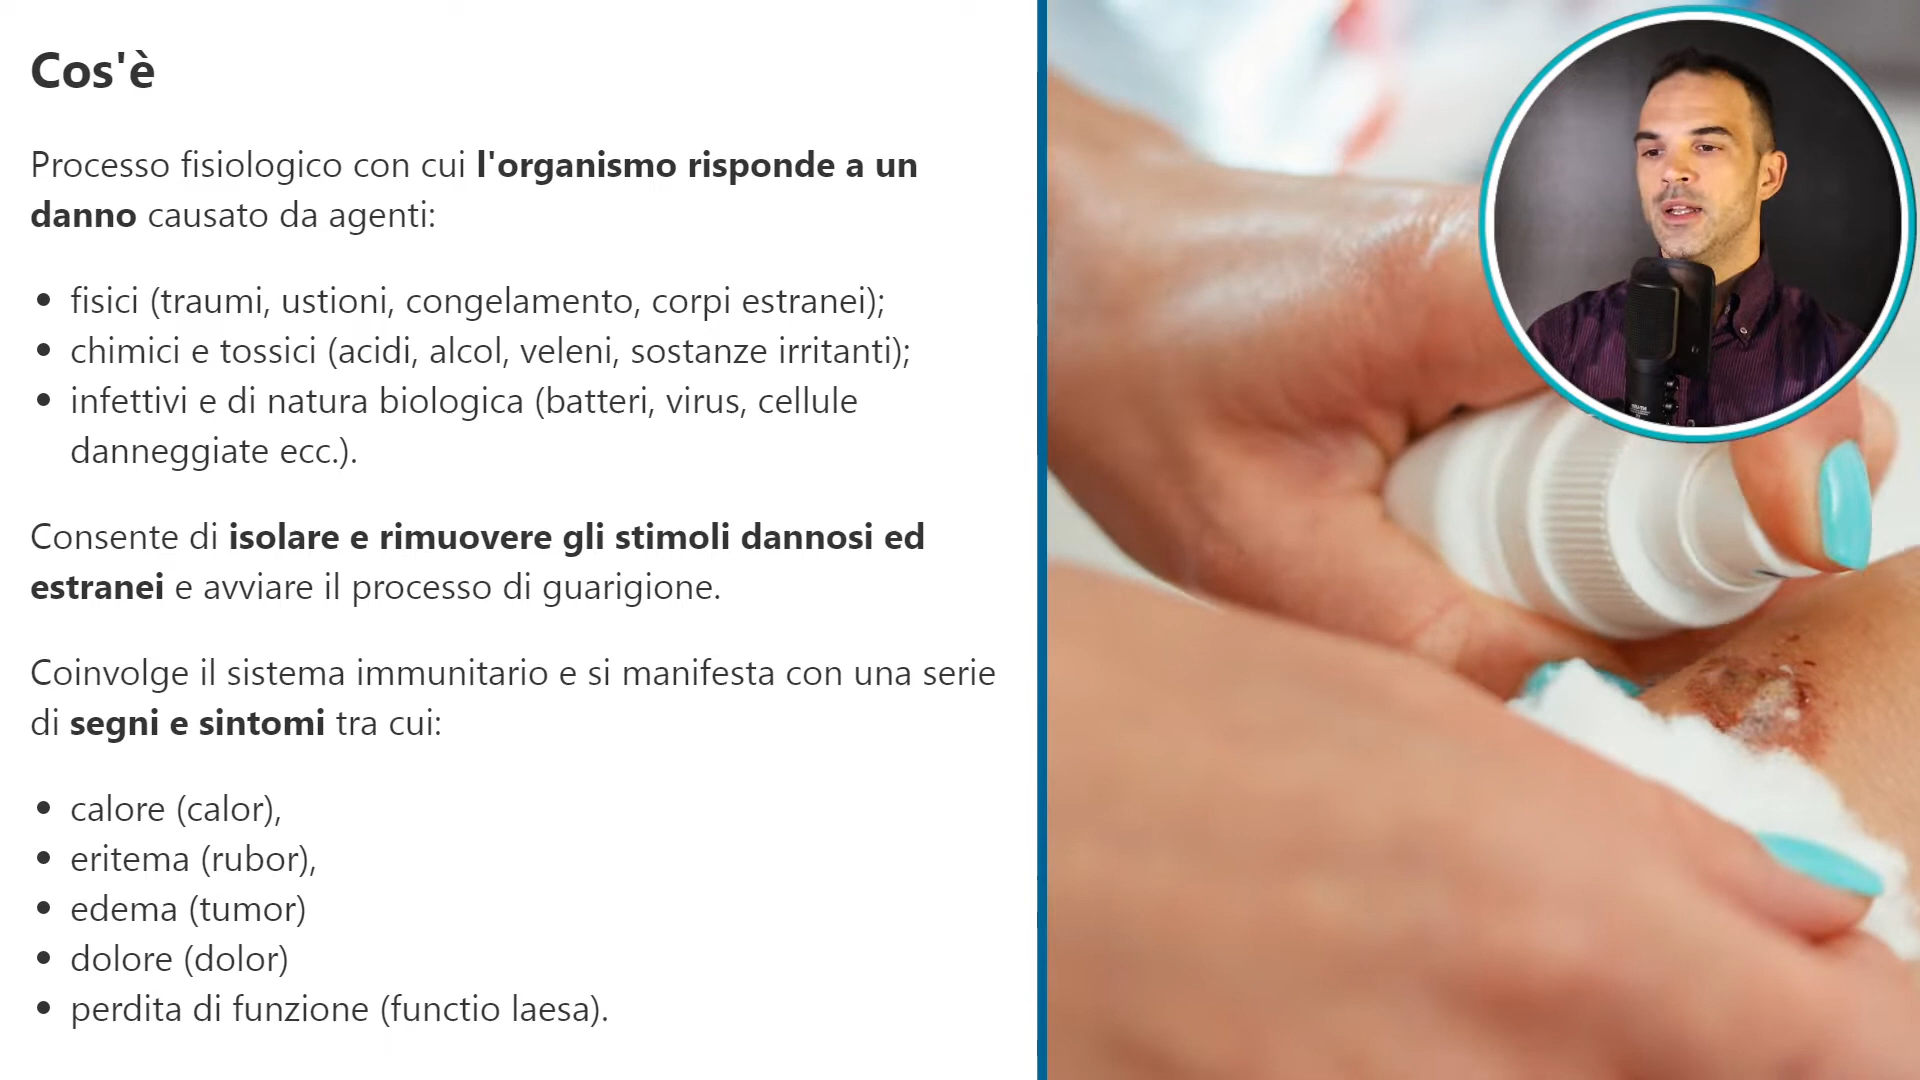 Cos'è
Processo fisiologico con cui l'organismo risponde a un
danno causato da agenti:
• fisici (traumi, ustioni, congelamento, corpi estranei);
• chimici e tossici (acidi, alcol, veleni, sostanze irritanti);
• infettivi e di natura biologica (batteri, virus, cellule
danneggiate ecc.).
Consente di isolare e rimuovere gli stimoli dannosi ed
estranei e avviare il processo di guarigione.
Coinvolge il sistema immunitario e si manifesta con una serie
di segni e sintomi tra cui:
• calore (calor),
• eritema (rubor),
• edema (tumor)
• dolore (dolor)
• perdita di funzione (functio laesa).